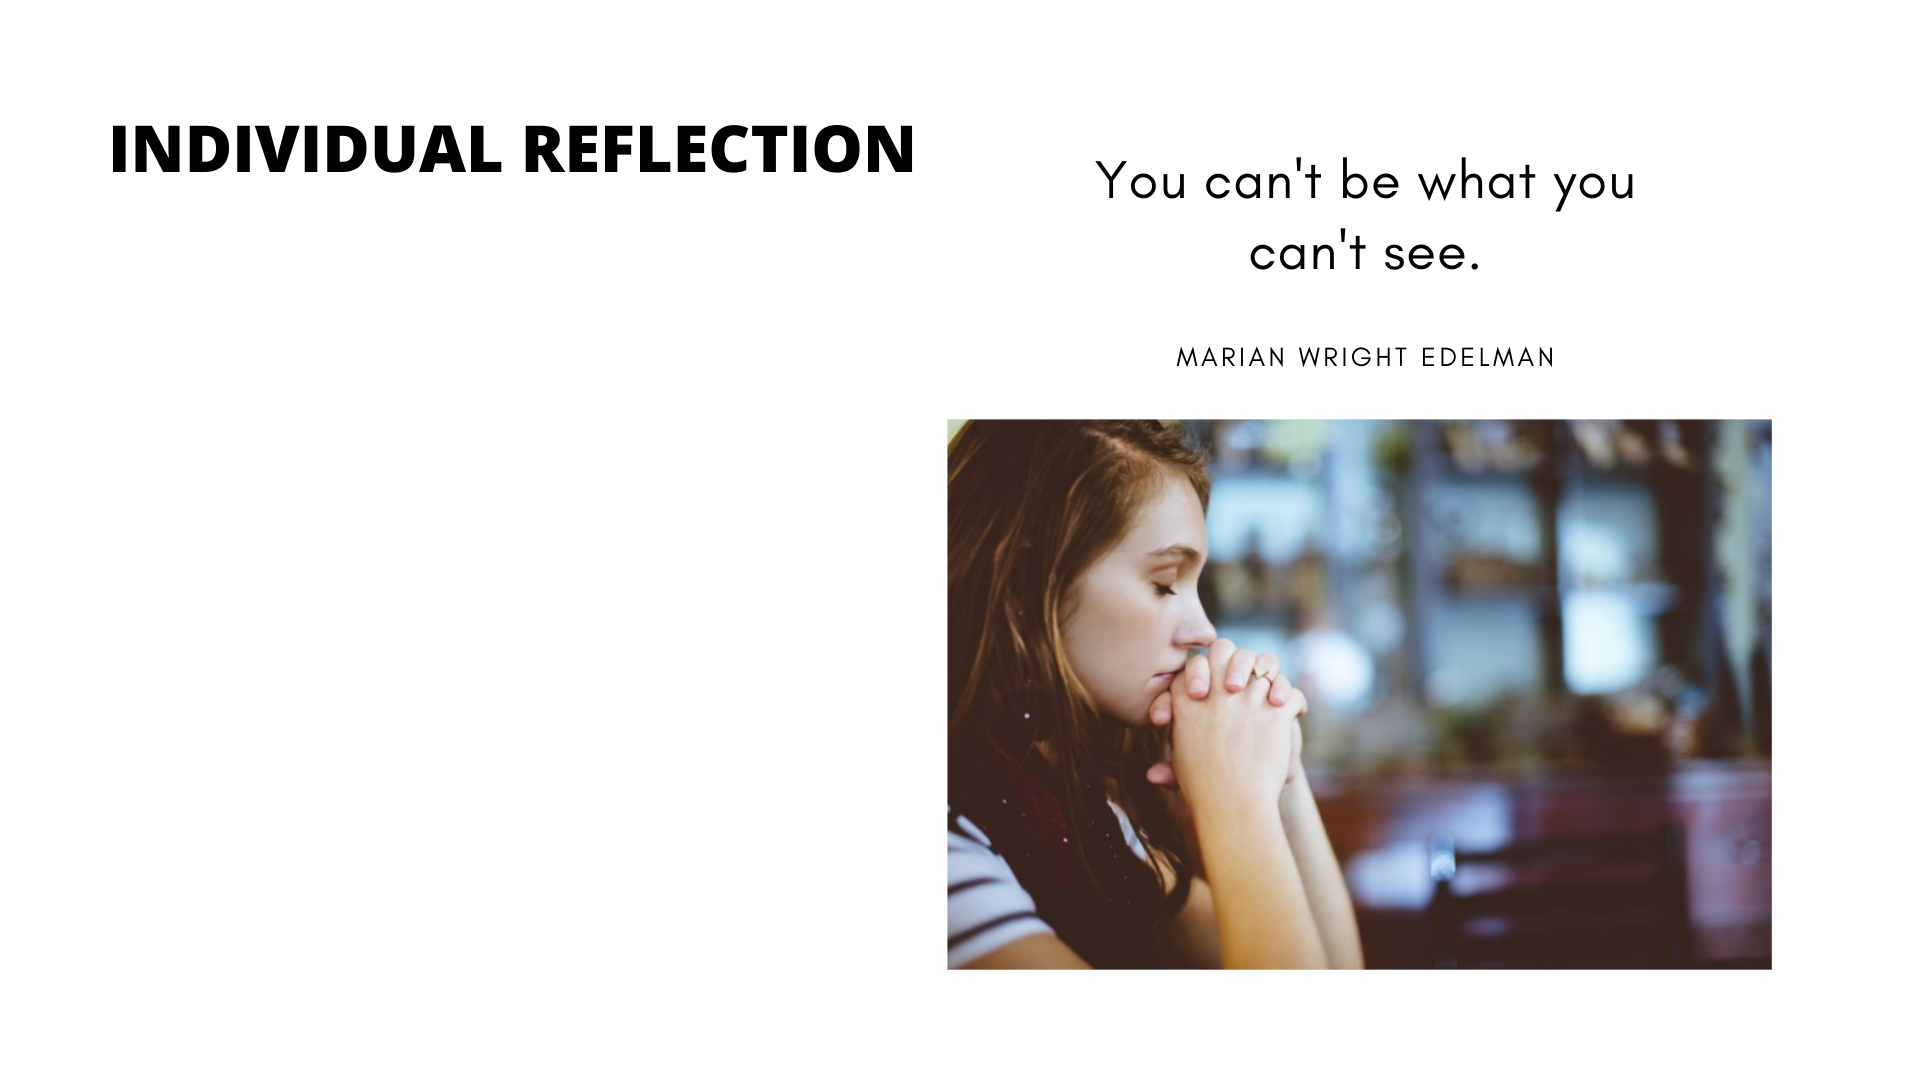 INDIVIDUAL REFLECTION
You can't be what you
can't see.
MARIAN WRIGHT EDELMAN